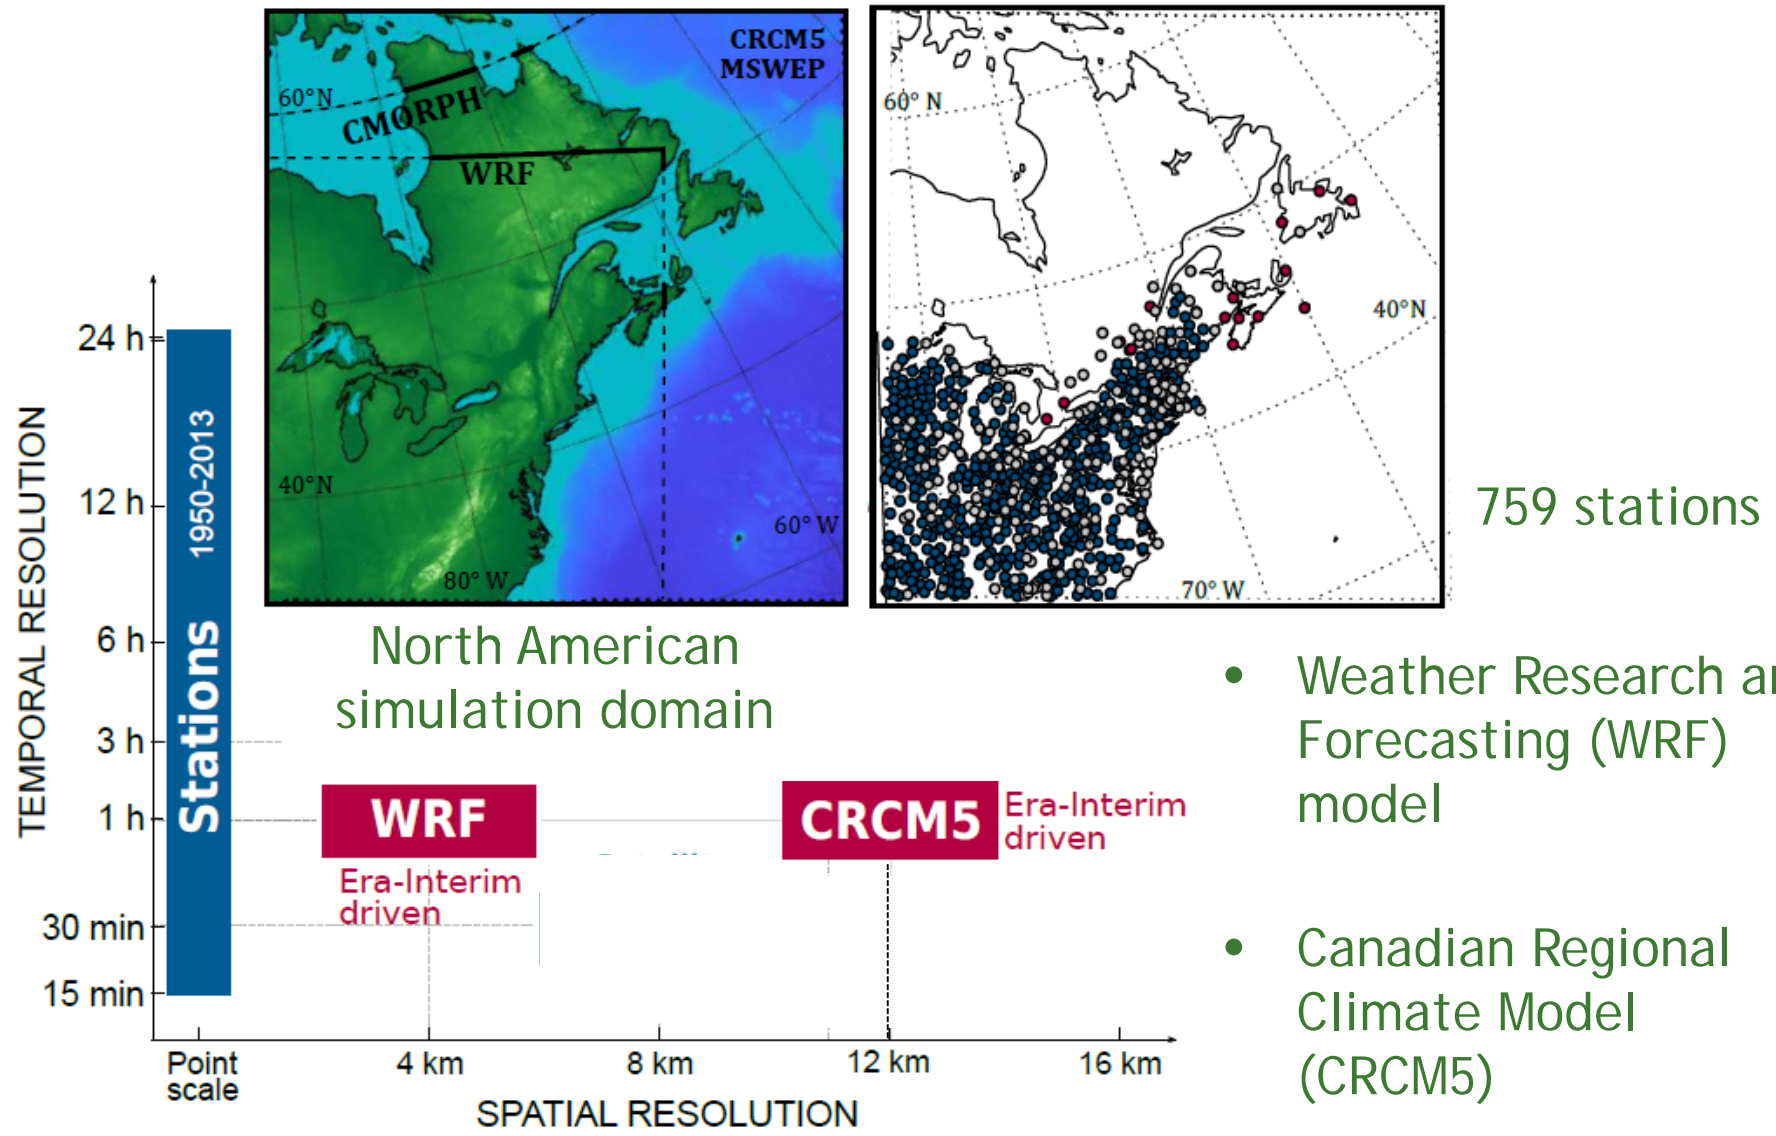 CRCM5
MSWEP
60°N
CMORPH
WRF
40°N
60° W
80° W
60° N
40°N
70° W
759 stations
North American
simulation domain
TEMPORAL RESOLUTION
24 h
12 h
6 h
3 h
1 h
30 min
15 min
Stations 1950-2013
WRF
Era-Interim
driven
CRCM5
Era-Interim
driven
Point
scale
4 km
8 km
12 km
16 km
SPATIAL RESOLUTION
• Weather Research
Forecasting (WRF)
model
• Canadian Regional
Climate Model
(CRCM5)